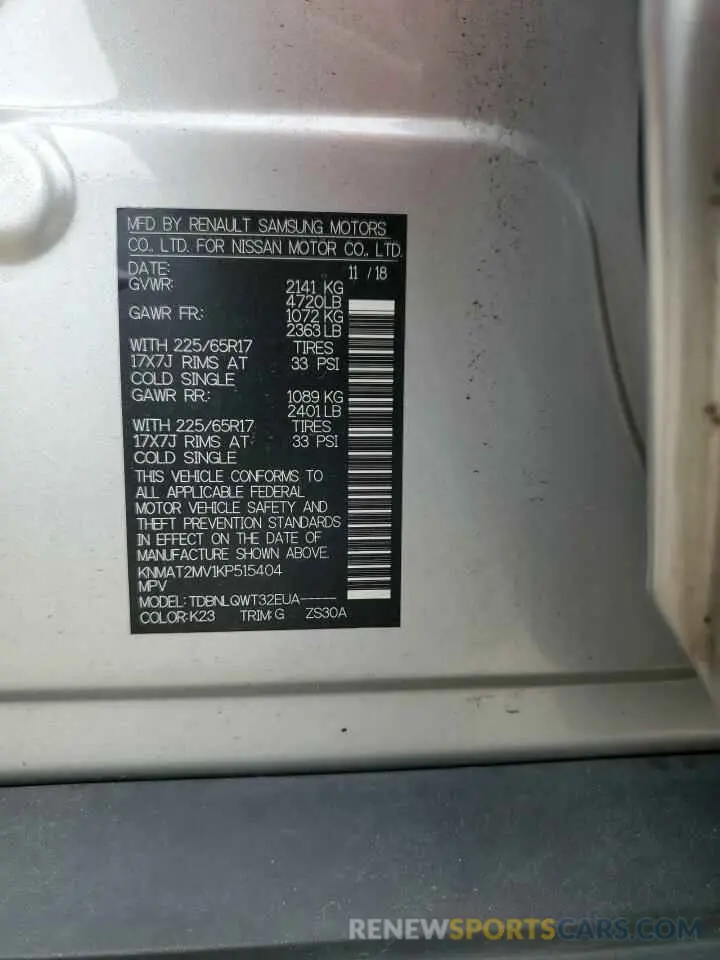 MFD BY RENAULT SAMSUNG MOTORS
CO., LTD. FOR NISSAN MOTOR CO., LTD.
DATE: 11 / 18
GVWR: 2141 KG
4720LB
GAWR FR: 1072 KG
2363LB
WITH 225/65R17 TIRES
17X7J RIMS AT 33 PSI
COLD SINGLE
GAWR RR: 1089 KG
2401LB
WITH 225/65R17 TIRES
17X7J RIMS AT 33 PSI
COLD SINGLE
THIS VEHICLE CONFORMS TO
ALL APPLICABLE FEDERAL
MOTOR VEHICLE SAFETY AND
THEFT PREVENTION STANDARDS
IN EFFECT ON THE DATE OF
MANUFACTURE SHOWN ABOVE.
KNMAT2MV1KP515404
MPV
MODEL: TDBNLQWT32EUA-----
COLOR:K23 TRIM:G ZS30A
RENEWSPORTSCARS.COM